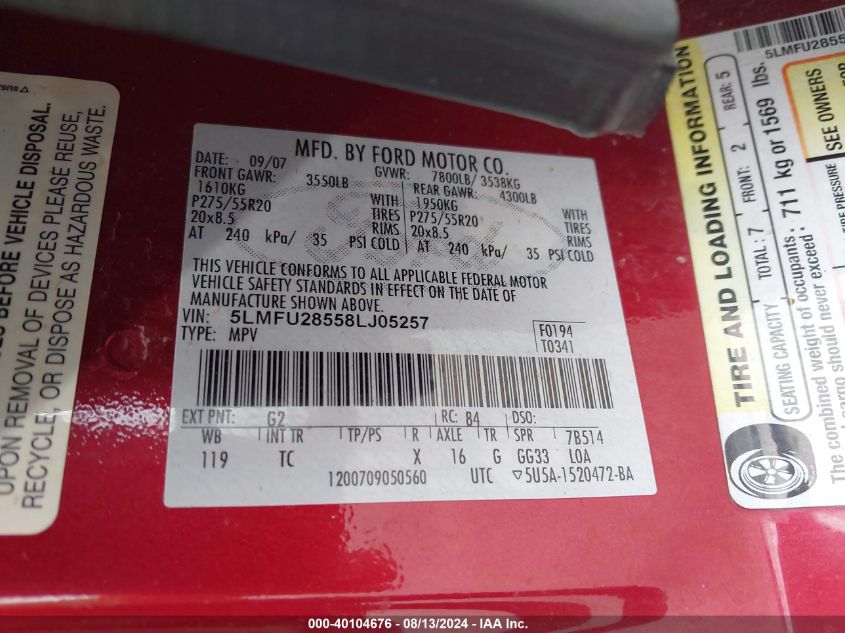 MFD. BY FORD MOTOR CO.
DATE: 09/07 GVWR: 7800LB/ 3538KG
FRONT GAWR: 3550LB REAR GAWR: 4300LB
1610KG WITH 1950KG WITH
P275/55R20 TIRES P275/55R20 TIRES
20x8.5 RIMS 20x8.5 RIMS
AT 240 kPa/ 35 PSI COLD AT 240 kPa/ 35 PSI COLD
THIS VEHICLE CONFORMS TO ALL APPLICABLE FEDERAL MOTOR
VEHICLE SAFETY STANDARDS IN EFFECT ON THE DATE OF
MANUFACTURE SHOWN ABOVE.
VIN: 5LMFU28558LJ05257
TYPE: MPV
F0194
T0341
EXT PNT: G2 RC: 84 DSO:
WB INT TR TP/PS R AXLE TR SPR 7B514
119 TC X 16 G GG33 LOA
1200709050560 UTC ▽5U5A-1520472-BA
BEFORE VEHICLE DISPOSAL.
UPON REMOVAL OF DEVICES PLEASE REUSE,
RECYCLE, OR DISPOSE AS HAZARDOUS WASTE.
5LMFU2855
TIRE AND LOADING INFORMATION
SEATING CAPACITY TOTAL: 7 FRONT: 2 REAR: 5
The combined weight of occupants : 711 kg or 1569 lbs.
cargo should never exceed :
SEE OWNERS
FOR
TIRE PRESSURE
000-40104676 - 08/13/2024 - IAA Inc.